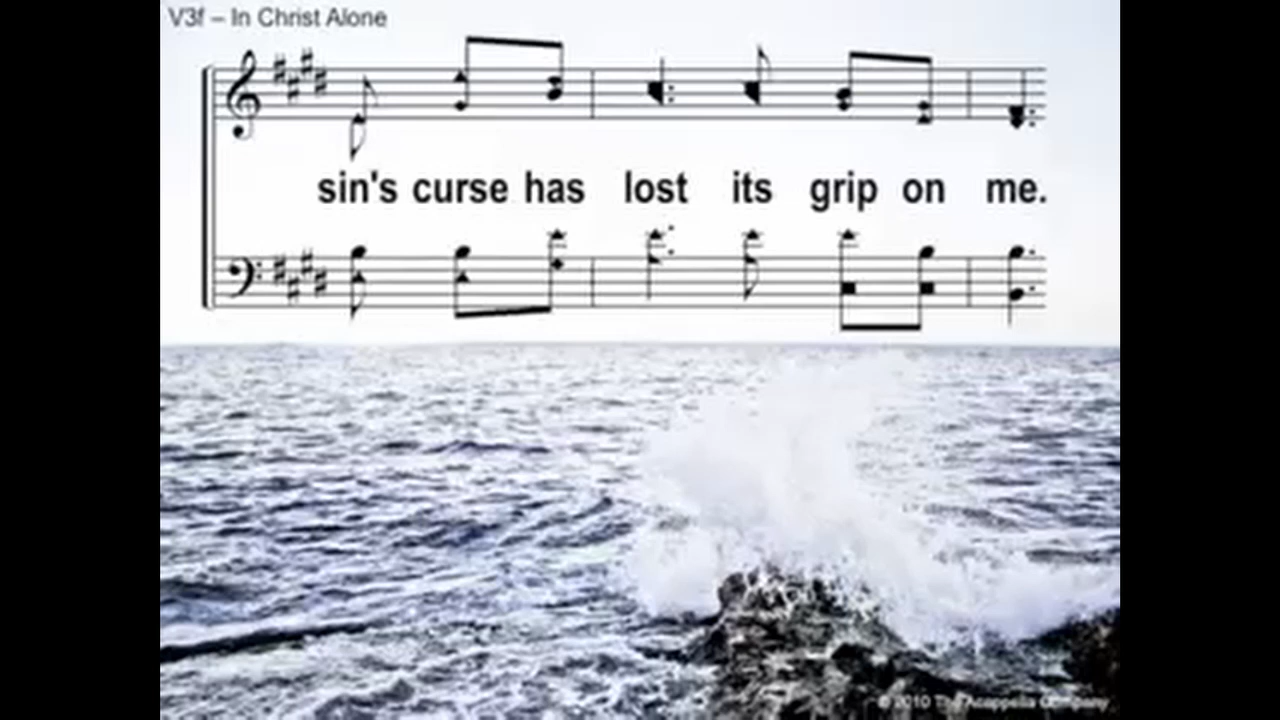 V3f – In Christ Alone
sin's curse has lost its grip on me.
© 2010 The Acappella Company